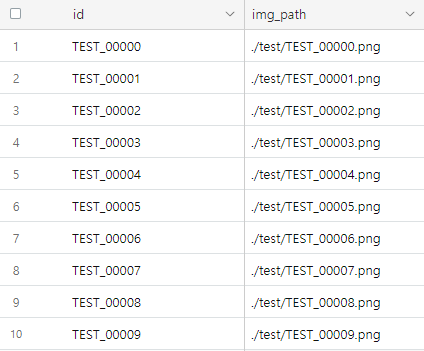 id img_path
1 TEST_00000 ./test/TEST_00000.png
2 TEST_00001 ./test/TEST_00001.png
3 TEST_00002 ./test/TEST_00002.png
4 TEST_00003 ./test/TEST_00003.png
5 TEST_00004 ./test/TEST_00004.png
6 TEST_00005 ./test/TEST_00005.png
7 TEST_00006 ./test/TEST_00006.png
8 TEST_00007 ./test/TEST_00007.png
9 TEST_00008 ./test/TEST_00008.png
10 TEST_00009 ./test/TEST_00009.png